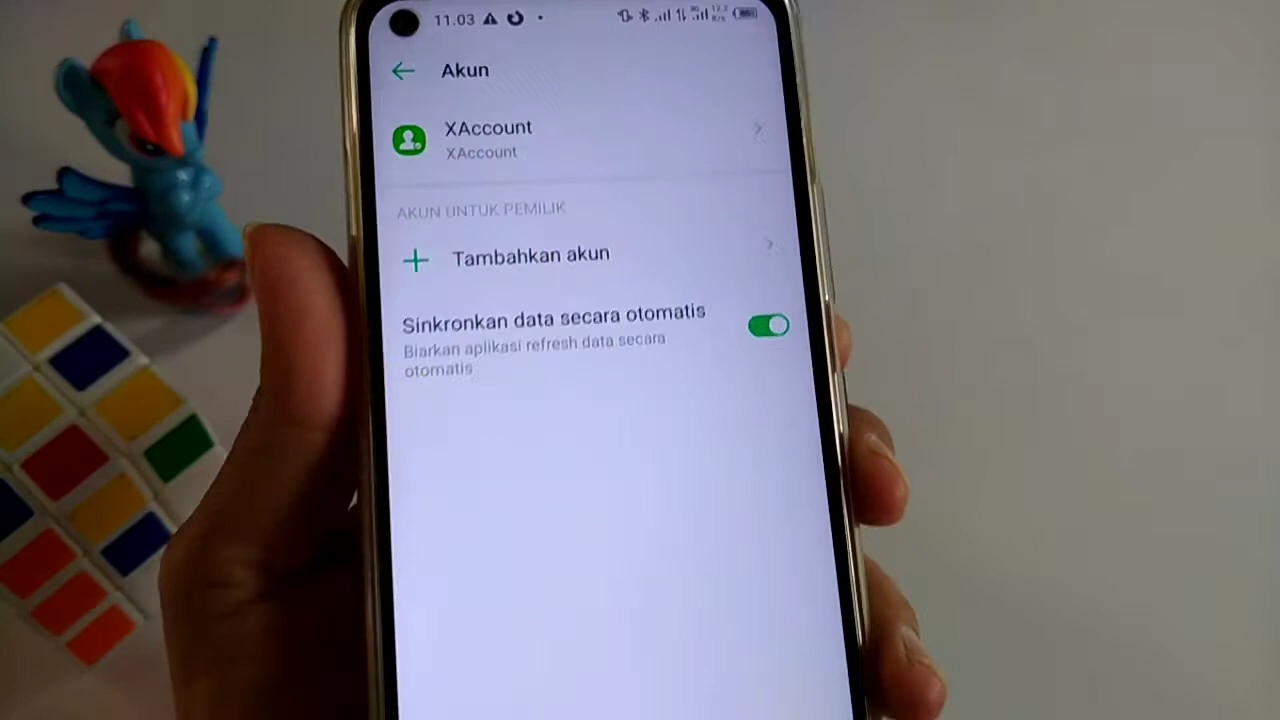 11.03
Akun
XAccount
XAccount
AKUN UNTUK PEMILIK
Tambahkan akun
Sinkronkan data secara otomatis
Biarkan aplikasi refresh data secara
otomatis